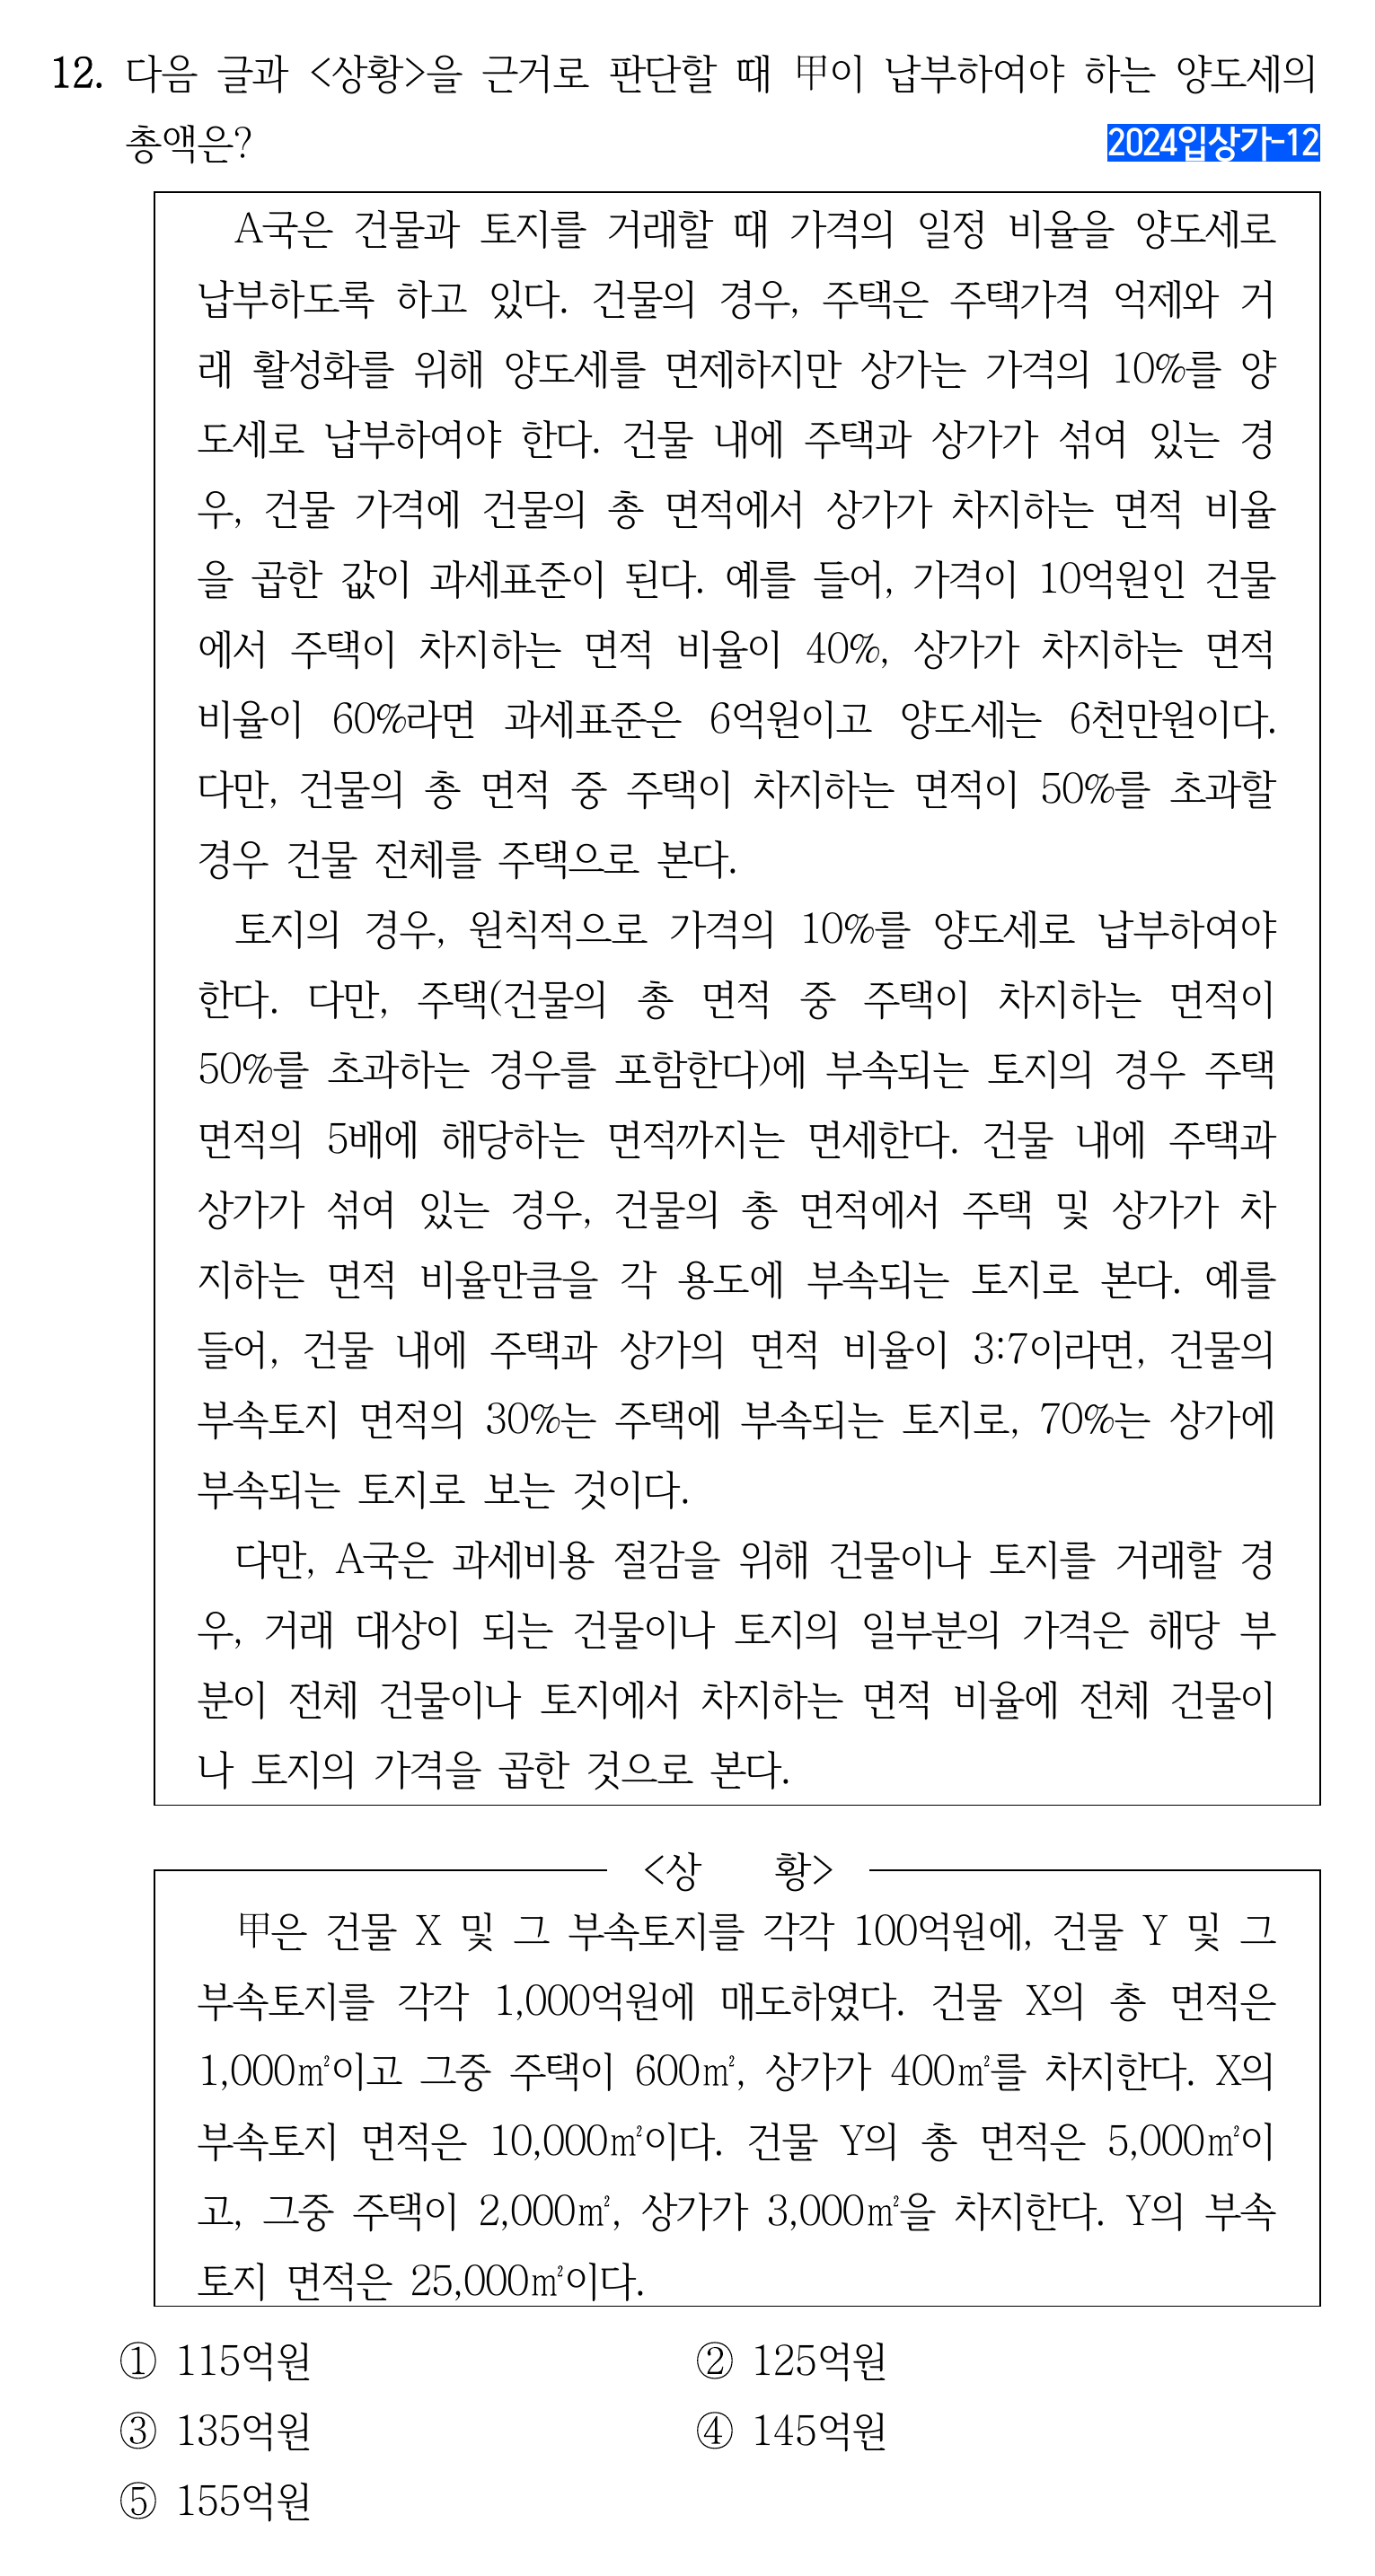 12. 다음 글과 <상황>을 근거로 판단할 때 甲이 납부하여야 하는 양도세의
총액은?
2024입상가-12
A국은 건물과 토지를 거래할 때 가격의 일정 비율을 양도세로
납부하도록 하고 있다. 건물의 경우, 주택은 주택가격 억제와 거
래 활성화를 위해 양도세를 면제하지만 상가는 가격의 10%를 양
도세로 납부하여야 한다. 건물 내에 주택과 상가가 섞여 있는 경
우, 건물 가격에 건물의 총 면적에서 상가가 차지하는 면적 비율
을 곱한 값이 과세표준이 된다. 예를 들어, 가격이 10억원인 건물
에서 주택이 차지하는 면적 비율이 40%, 상가가 차지하는 면적
비율이 60%라면 과세표준은 6억원이고 양도세는 6천만원이다.
다만, 건물의 총 면적 중 주택이 차지하는 면적이 50%를 초과할
경우 건물 전체를 주택으로 본다.
토지의 경우, 원칙적으로 가격의 10%를 양도세로 납부하여야
한다. 다만, 주택(건물의 총 면적 중 주택이 차지하는 면적이
50%를 초과하는 경우를 포함한다)에 부속되는 토지의 경우 주택
면적의 5배에 해당하는 면적까지는 면세한다. 건물 내에 주택과
상가가 섞여 있는 경우, 건물의 총 면적에서 주택 및 상가가 차
지하는 면적 비율만큼을 각 용도에 부속되는 토지로 본다. 예를
들어, 건물 내에 주택과 상가의 면적 비율이 3:7이라면, 건물의
부속토지 면적의 30%는 주택에 부속되는 토지로, 70%는 상가에
부속되는 토지로 보는 것이다.
다만, A국은 과세비용 절감을 위해 건물이나 토지를 거래할 경
우, 거래 대상이 되는 건물이나 토지의 일부분의 가격은 해당 부
분이 전체 건물이나 토지에서 차지하는 면적 비율에 전체 건물이
나 토지의 가격을 곱한 것으로 본다.
<상 황>
甲은 건물 X 및 그 부속토지를 각각 100억원에, 건물 Y 및 그
부속토지를 각각 1,000억원에 매도하였다. 건물 X의 총 면적은
1,000㎡이고 그중 주택이 600㎡, 상가가 400㎡를 차지한다. X의
부속토지 면적은 10,000㎡이다. 건물 Y의 총 면적은 5,000㎡이
고, 그중 주택이 2,000㎡, 상가가 3,000㎡을 차지한다. Y의 부속
토지 면적은 25,000㎡이다.
① 115억원 ② 125억원
③ 135억원 ④ 145억원
⑤ 155억원